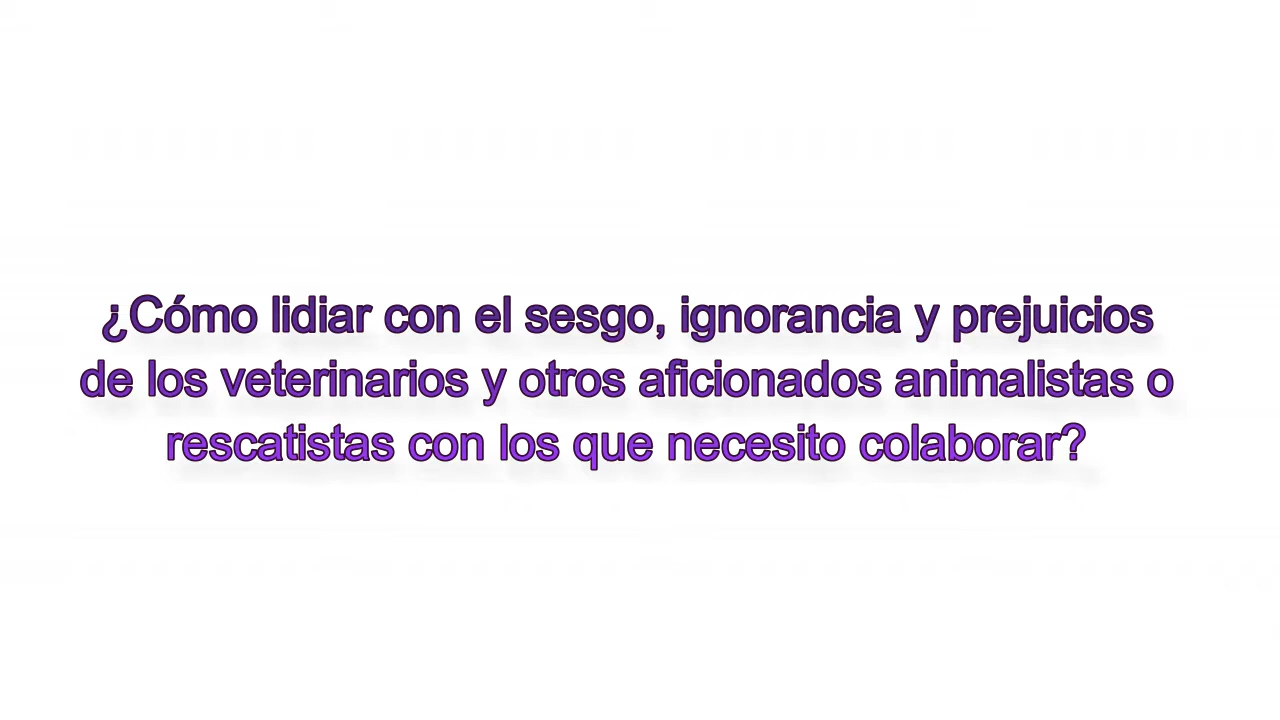 ¿Cómo lidiar con el sesgo, ignorancia y prejuicios
de los veterinarios y otros aficionados animalistas o
rescatistas con los que necesito colaborar?